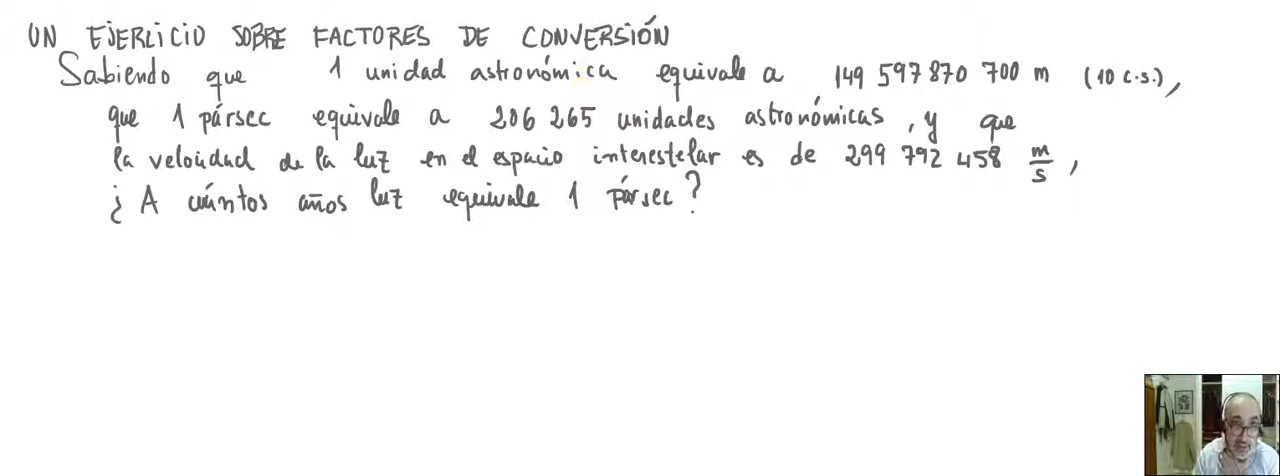 UN EJERCICIO SOBRE FACTORES DE CONVERSIÓN
Sabiendo que 1 unidad astronómica equivale a 149 597 870 700 m (10 c.s.),
que 1 pársec equivale a 206 265 unidades astronómicas, y que
la velocidad de la luz en el espacio interestelar es de 299 792 458 m/s,
¿A cuántos años luz equivale 1 pársec?